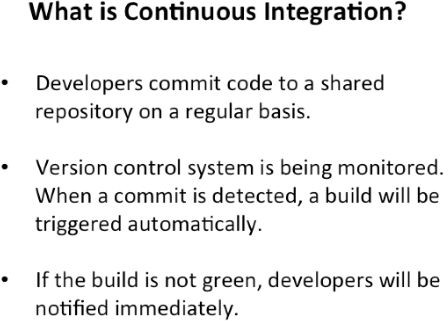 What is Continuous Integration?
• Developers commit code to a shared
repository on a regular basis.
• Version control system is being monitored.
When a commit is detected, a build will be
triggered automatically.
• If the build is not green, developers will be
notified immediately.